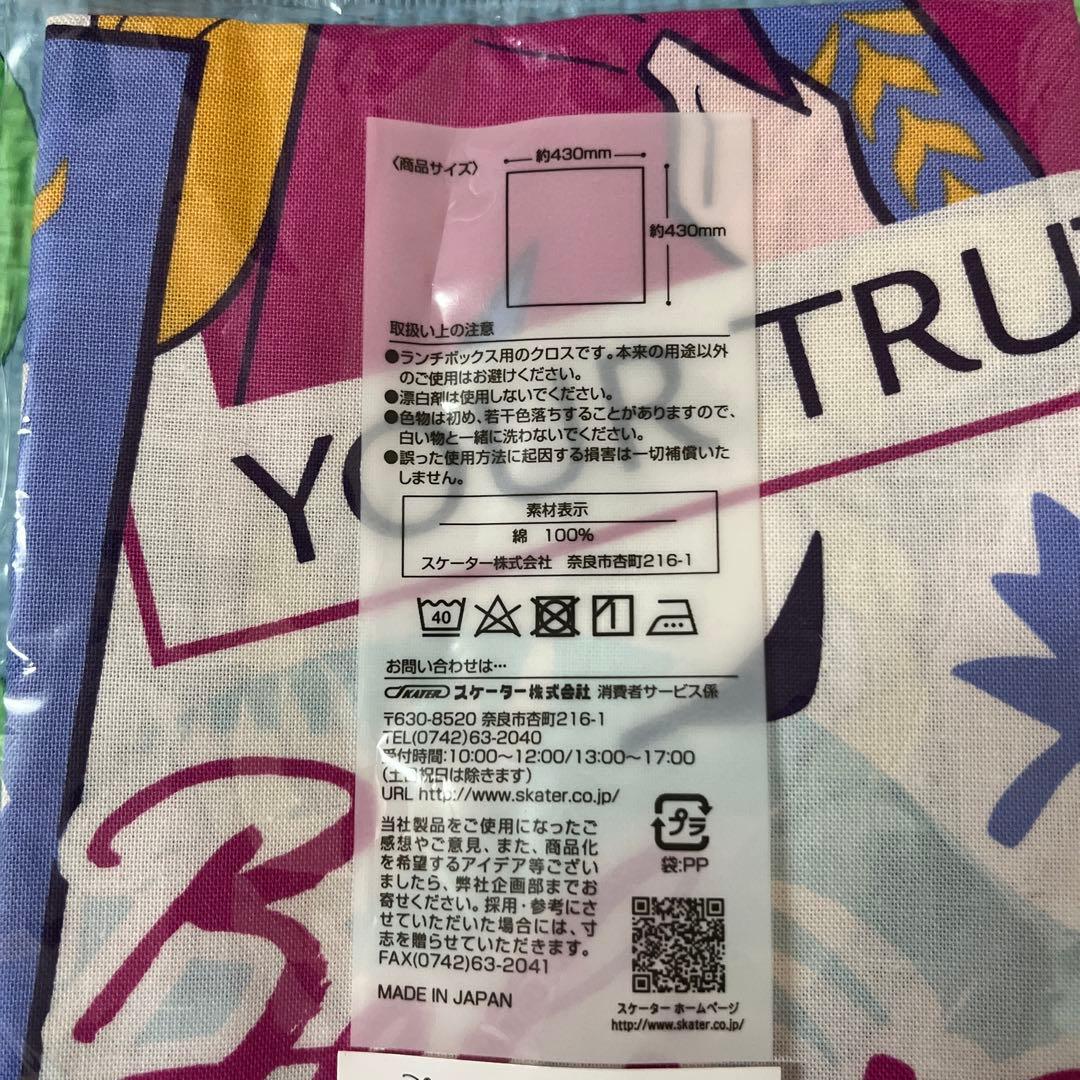 〈商品サイズ〉
約430mm
約430mm
取扱い上の注意
●ランチボックス用のクロスです。本来の用途以外
のご使用はお避けください。
●漂白剤は使用しないでください。
●色物は初め、若干色落ちすることがありますので、
白い物と一緒に洗わないでください。
●誤った使用方法に起因する損害は一切補償いた
しません。
素材表示
綿 100%
スケーター株式会社 奈良市杏町216-1
40
お問い合わせは…
SKATER スケーター株式会社 消費者サービス係
〒630-8520 奈良市杏町216-1
TEL(0742)63-2040
受付時間:10:00〜12:00/13:00〜17:00
(土日祝日は除きます)
URL http://www.skater.co.jp/
当社製品をご使用になったご
感想やご意見、また、商品化
を希望するアイデア等ござい
ましたら、弊社企画部までお
寄せください。採用・参考にさ
せていただいた場合には、寸
志を贈らせていただきます。
FAX(0742)63-2041
MADE IN JAPAN
プラ
袋:PP
スケーター ホームページ
http://www.skater.co.jp/
YOUR TRU